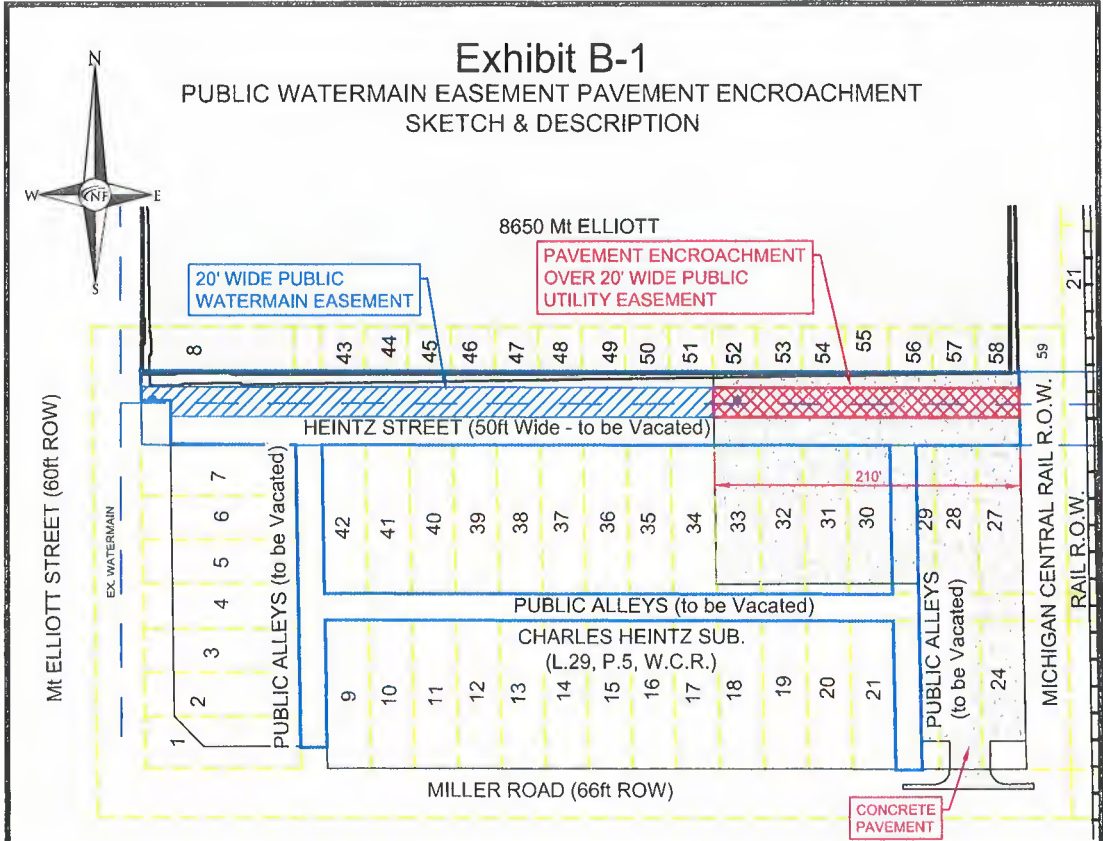 Exhibit B-1
PUBLIC WATERMAIN EASEMENT PAVEMENT ENCROACHMENT
SKETCH & DESCRIPTION
N
W
NF
E
S
8650 Mt ELLIOTT
20' WIDE PUBLIC
WATERMAIN EASEMENT
PAVEMENT ENCROACHMENT
OVER 20' WIDE PUBLIC
UTILITY EASEMENT
21
8
43
44
45
46
47
48
49
50
51
52
53
54
55
56
57
58
59
HEINTZ STREET (50ft Wide - to be Vacated)
210'
7
6
5
4
3
2
1
42
41
40
39
38
37
36
35
34
33
32
31
30
29
28
27
PUBLIC ALLEYS (to be Vacated)
PUBLIC ALLEYS (to be Vacated)
CHARLES HEINTZ SUB.
(L.29, P.5, W.C.R.)
9
10
11
12
13
14
15
16
17
18
19
20
21
24
PUBLIC ALLEYS
(to be Vacated)
Mt ELLIOTT STREET (60ft ROW)
EX. WATERMAIN
MICHIGAN CENTRAL RAIL R.O.W.
RAIL R.O.W.
MILLER ROAD (66ft ROW)
CONCRETE
PAVEMENT